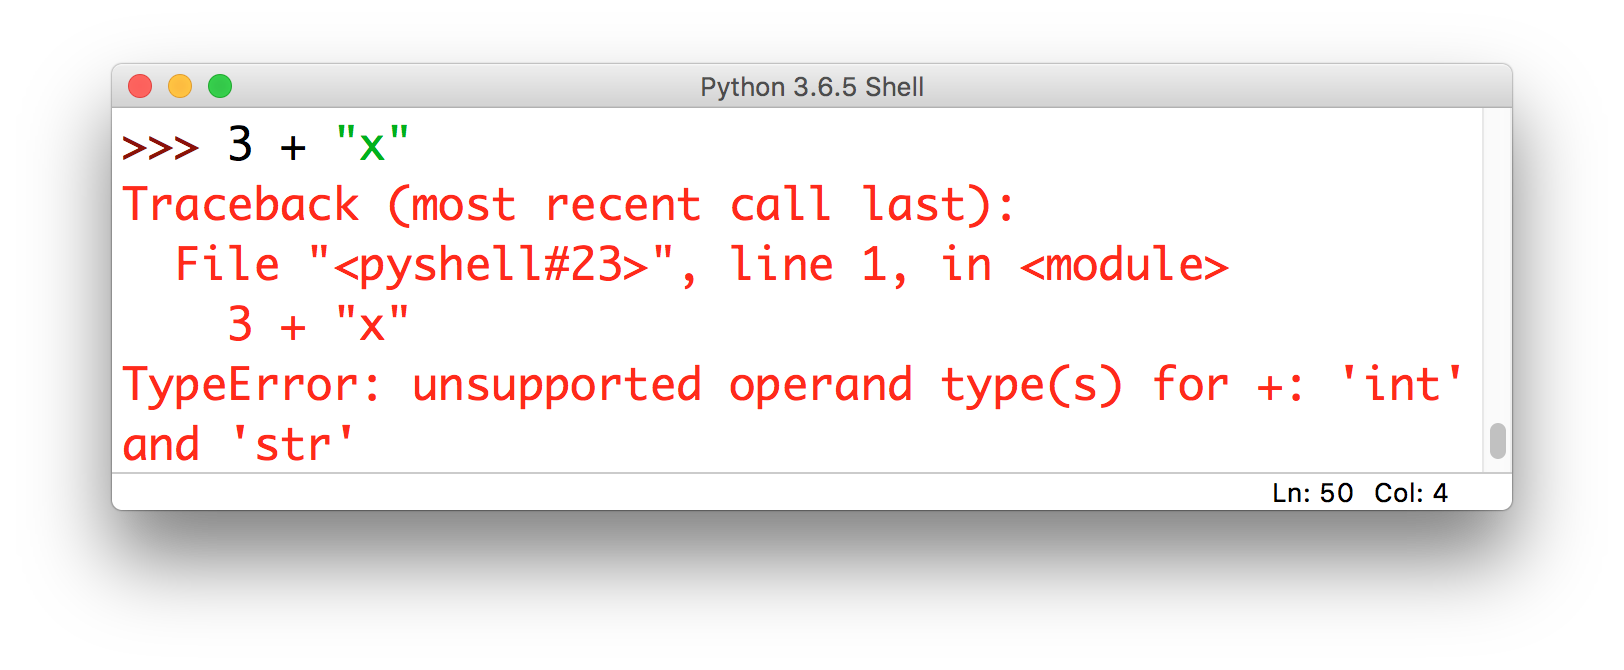 Python 3.6.5 Shell
>>> 3 + "x"
Traceback (most recent call last):
  File "<pyshell#23>", line 1, in <module>
    3 + "x"
TypeError: unsupported operand type(s) for +: 'int'
and 'str'
Ln: 50 Col: 4